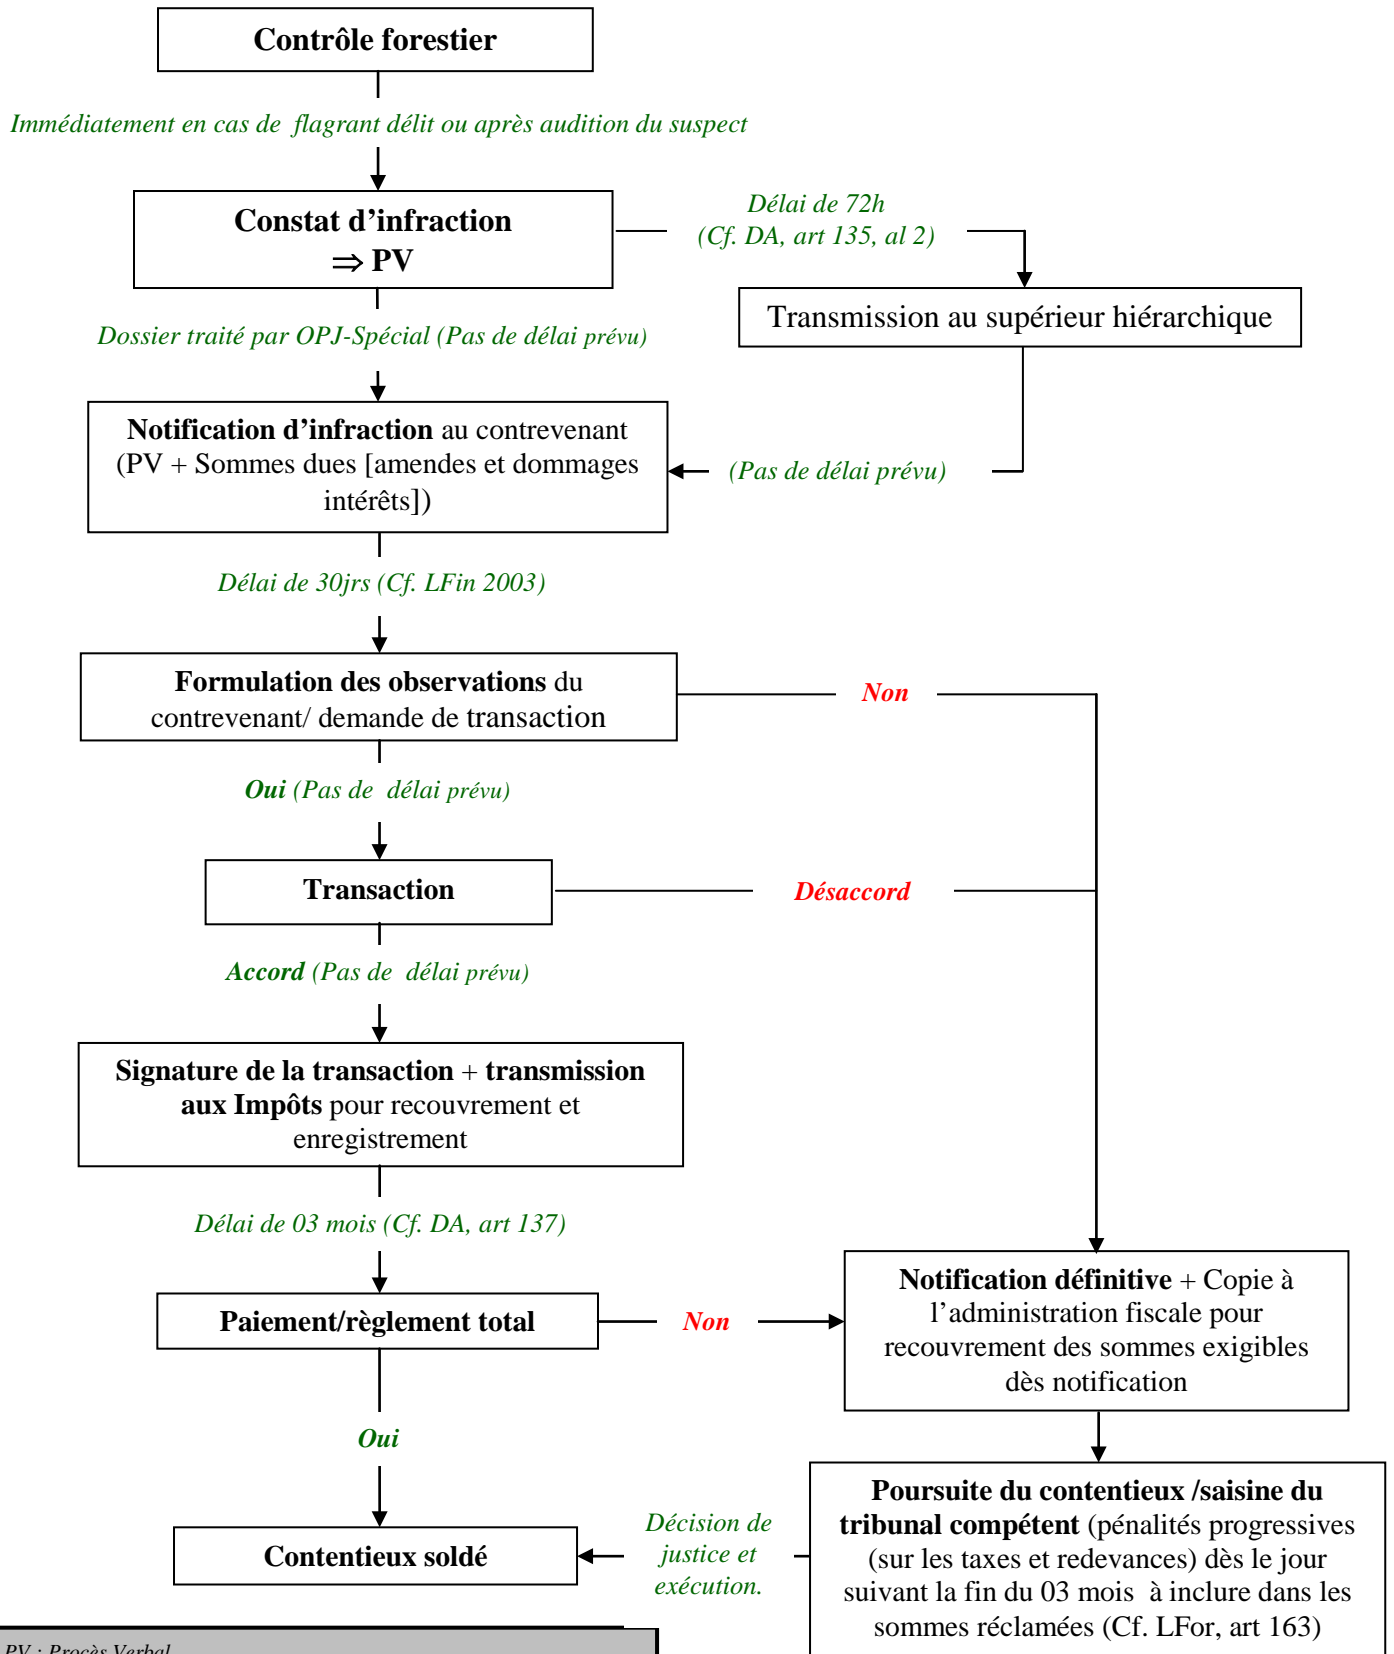 Contrôle forestier
Immédiatement en cas de flagrant délit ou après audition du suspect
Constat d’infraction
⇒ PV
Délai de 72h
(Cf. DA, art 135, al 2)
Transmission au supérieur hiérarchique
Dossier traité par OPJ-Spécial (Pas de délai prévu)
Notification d’infraction au contrevenant
(PV + Sommes dues [amendes et dommages
intérêts])
(Pas de délai prévu)
Délai de 30jrs (Cf. LFin 2003)
Formulation des observations du
contrevenant/ demande de transaction
Non
Oui (Pas de délai prévu)
Transaction
Désaccord
Accord (Pas de délai prévu)
Signature de la transaction + transmission
aux Impôts pour recouvrement et
enregistrement
Délai de 03 mois (Cf. DA, art 137)
Paiement/règlement total
Non
Notification définitive + Copie à
l’administration fiscale pour
recouvrement des sommes exigibles
dès notification
Oui
Contentieux soldé
Décision de
justice et
exécution.
Poursuite du contentieux /saisine du
tribunal compétent (pénalités progressives
(sur les taxes et redevances) dès le jour
suivant la fin du 03 mois à inclure dans les
sommes réclamées (Cf. LFor, art 163)
PV : Procès Verbal